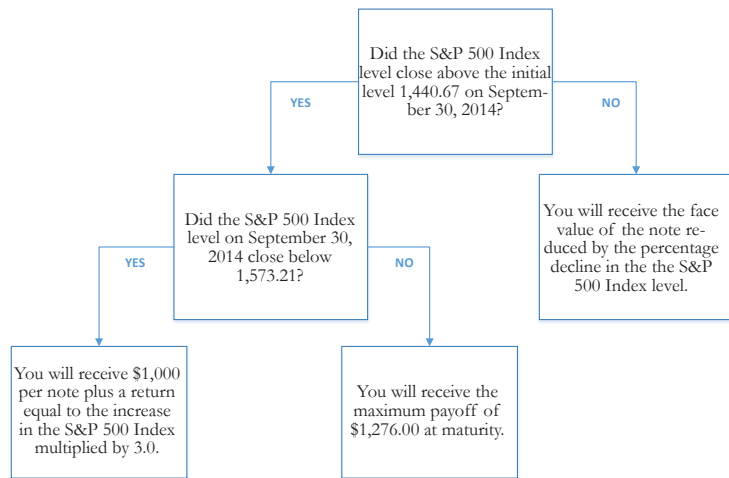 Did the S&P 500 Index
level close above the initial
level 1,440.67 on Septem-
ber 30, 2014?
YES
NO
Did the S&P 500 Index
level on September 30,
2014 close below
1,573.21?
You will receive the face
value of the note re-
duced by the percentage
decline in the the S&P
500 Index level.
YES
NO
You will receive $1,000
per note plus a return
equal to the increase
in the S&P 500 Index
multiplied by 3.0.
You will receive the
maximum payoff of
$1,276.00 at maturity.